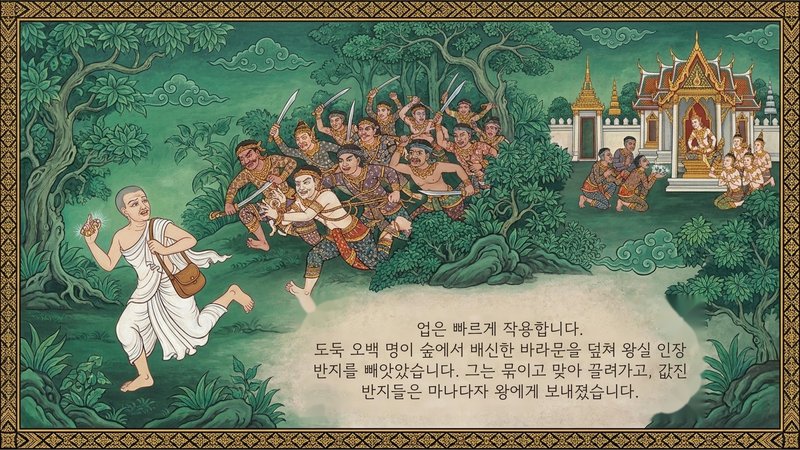 업은 빠르게 작용합니다.
도둑 오백 명이 숲에서 배신한 바라문을 덮쳐 왕실 인장
반지를 빼앗았습니다. 그는 묶이고 맞아 끌려가고, 값진
반지들은 마나다자 왕에게 보내졌습니다.